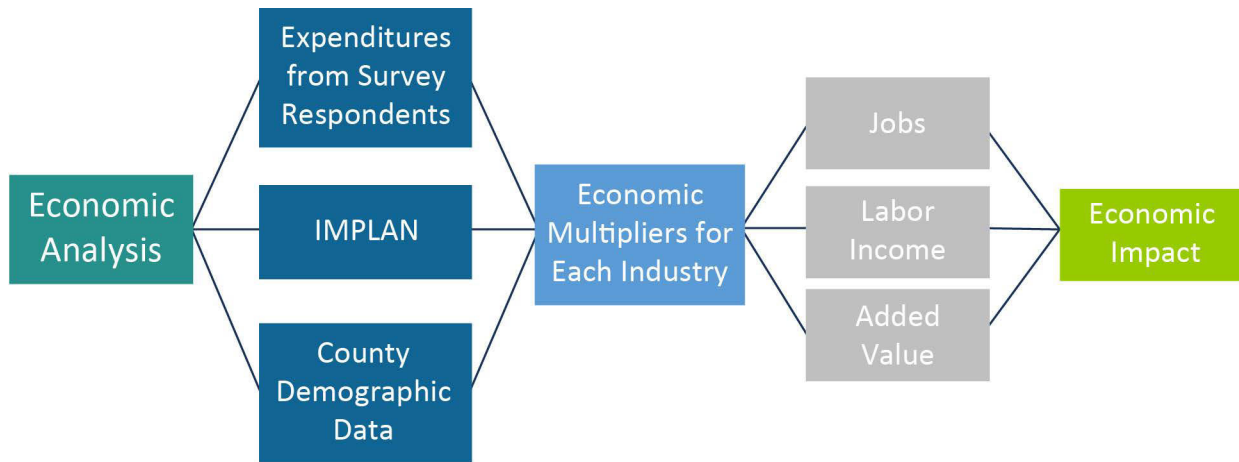 Economic
Analysis
Expenditures
from Survey
Respondents
IMPLAN
County
Demographic
Data
Economic
Multipliers for
Each Industry
Jobs
Labor
Income
Added
Value
Economic
Impact